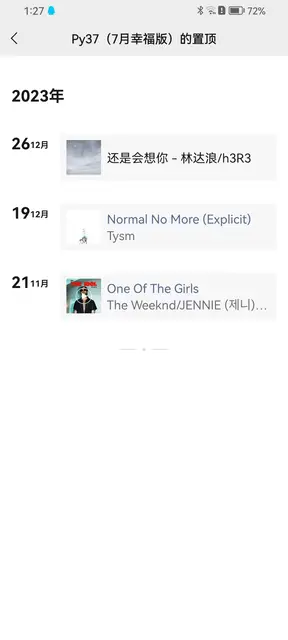 1:27
72%
Py37（7月幸福版）的置顶
2023年
26 12月
还是会想你 – 林达浪/h3R3
19 12月
Normal No More (Explicit)
Tysm
21 11月
One Of The Girls
The Weeknd/JENNIE (제니)...